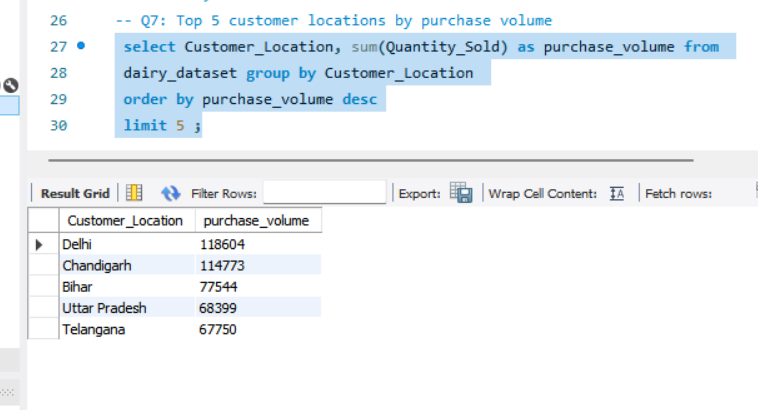 26 -- Q7: Top 5 customer locations by purchase volume
27 select Customer_Location, sum(Quantity_Sold) as purchase_volume from
28 dairy_dataset group by Customer_Location
29 order by purchase_volume desc
30 limit 5 ;
Result Grid Filter Rows: Export: Wrap Cell Content: Fetch rows:
Customer_Location purchase_volume
Delhi 118604
Chandigarh 114773
Bihar 77544
Uttar Pradesh 68399
Telangana 67750